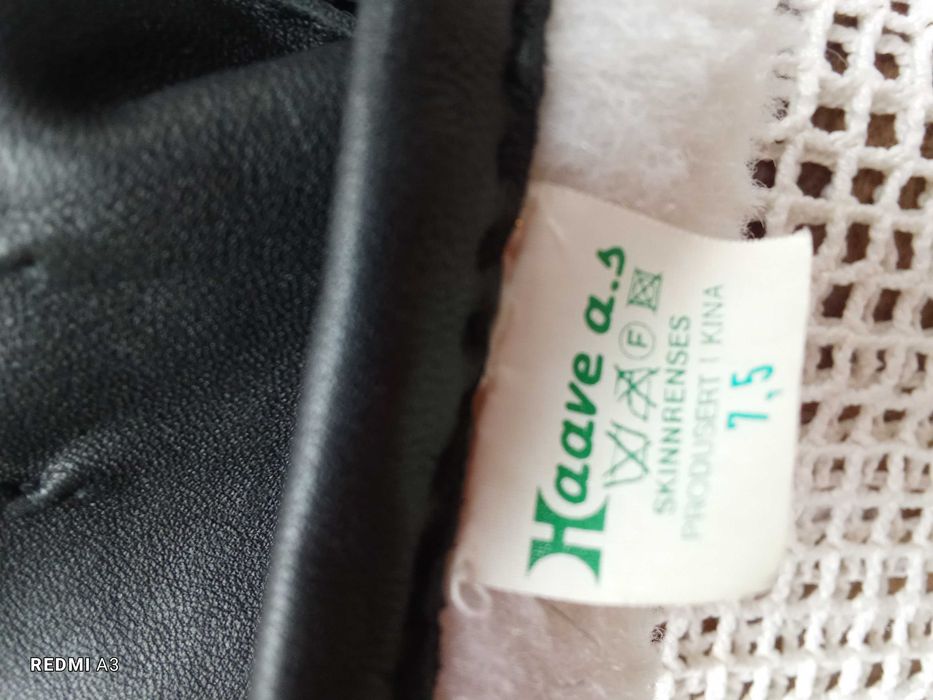 Haave a.s
F
SKINNRENSES
PRODUSERT I KINA
7,5
REDMI A3